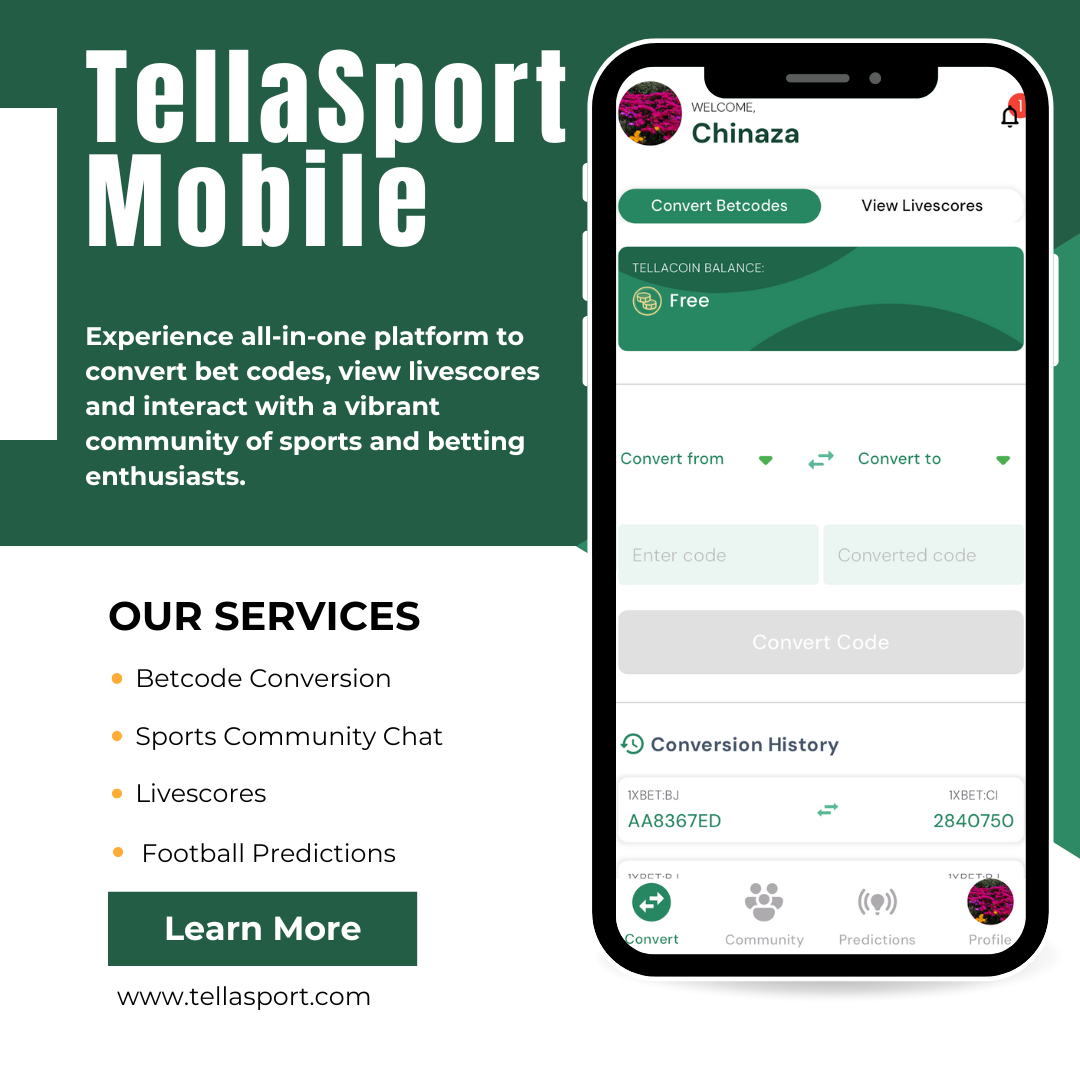 TellaSport
Mobile
Experience all-in-one platform to
convert bet codes, view livescores
and interact with a vibrant
community of sports and betting
enthusiasts.
OUR SERVICES
Betcode Conversion
Sports Community Chat
Livescores
Football Predictions
Learn More
www.tellasport.com
WELCOME,
Chinaza
1
Convert Betcodes
View Livescores
TELLACOIN BALANCE:
Free
Convert from
Convert to
Enter code
Converted code
Convert Code
Conversion History
1XBET:BJ
1XBET:CI
AA8367ED
2840750
Convert
Community
Predictions
Profile